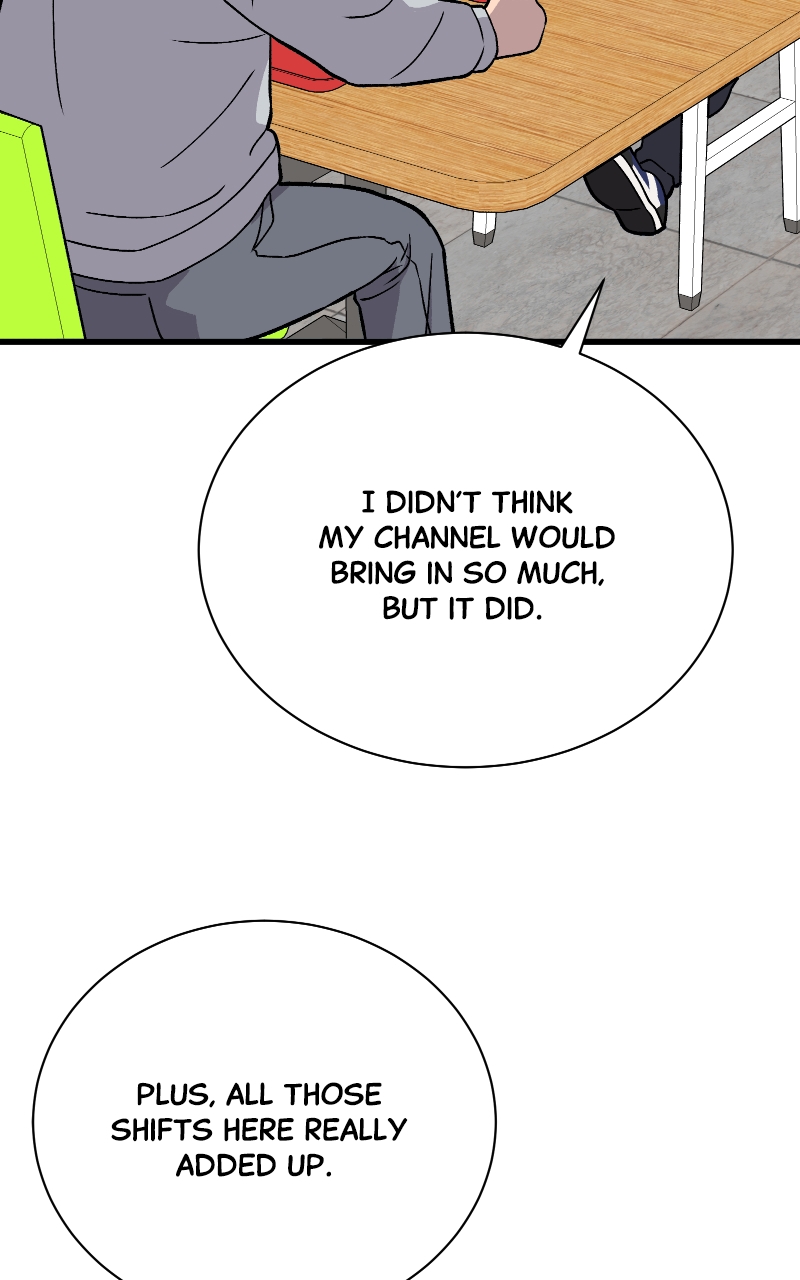 I DIDN'T THINK
MY CHANNEL WOULD
BRING IN SO MUCH,
BUT IT DID.
PLUS, ALL THOSE
SHIFTS HERE REALLY
ADDED UP.